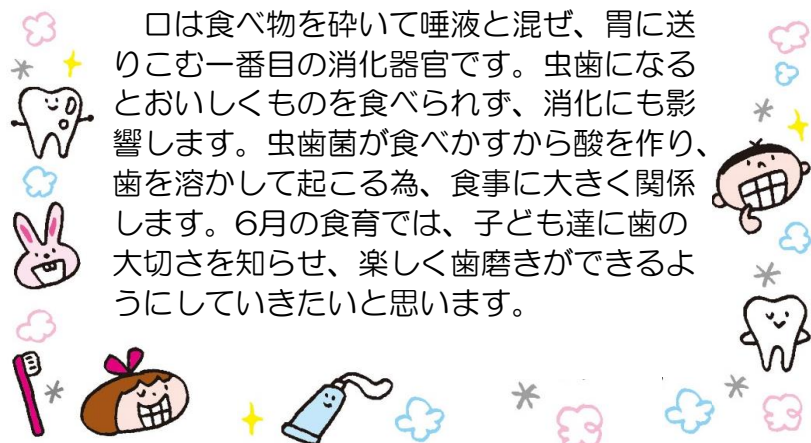 口は食べ物を砕いて唾液と混ぜ、胃に送
りこむ一番目の消化器官です。虫歯になる
とおいしくものを食べられず、消化にも影
響します。虫歯菌が食べかすから酸を作り、
歯を溶かして起こる為、食事に大きく関係
します。6月の食育では、子ども達に歯の
大切さを知らせ、楽しく歯磨きができるよ
うにしていきたいと思います。